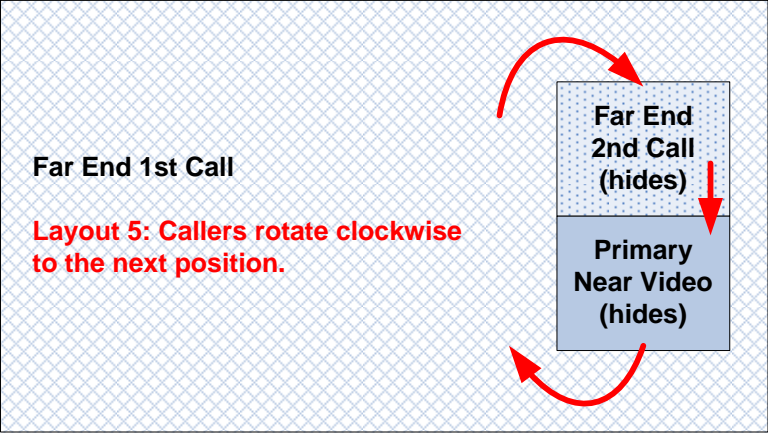 Far End 1st Call
Layout 5: Callers rotate clockwise
to the next position.
Far End
2nd Call
(hides)
Primary
Near Video
(hides)